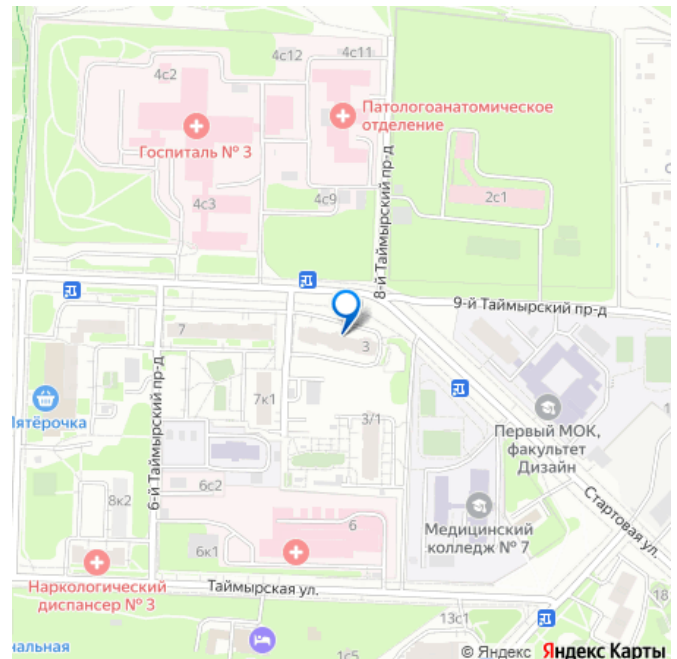 4с12
4с11
4с2
Патологоанатомическое
отделение
Госпиталь № 3
8-й Таймырский пр-д
4с9
4с3
2с1
9-й Таймырский пр-д
7
3
6-й Таймырский пр-д
7к1
Пятёрочка
3/1
Первый МОК,
факультет
Дизайн
6с2
8к2
6
6к1
Медицинский
колледж № 7
Стартовая ул.
Наркологический
диспансер № 3
Таймырская ул.
13с1
18
нальная
1с5
© Яндекс Яндекс Карты